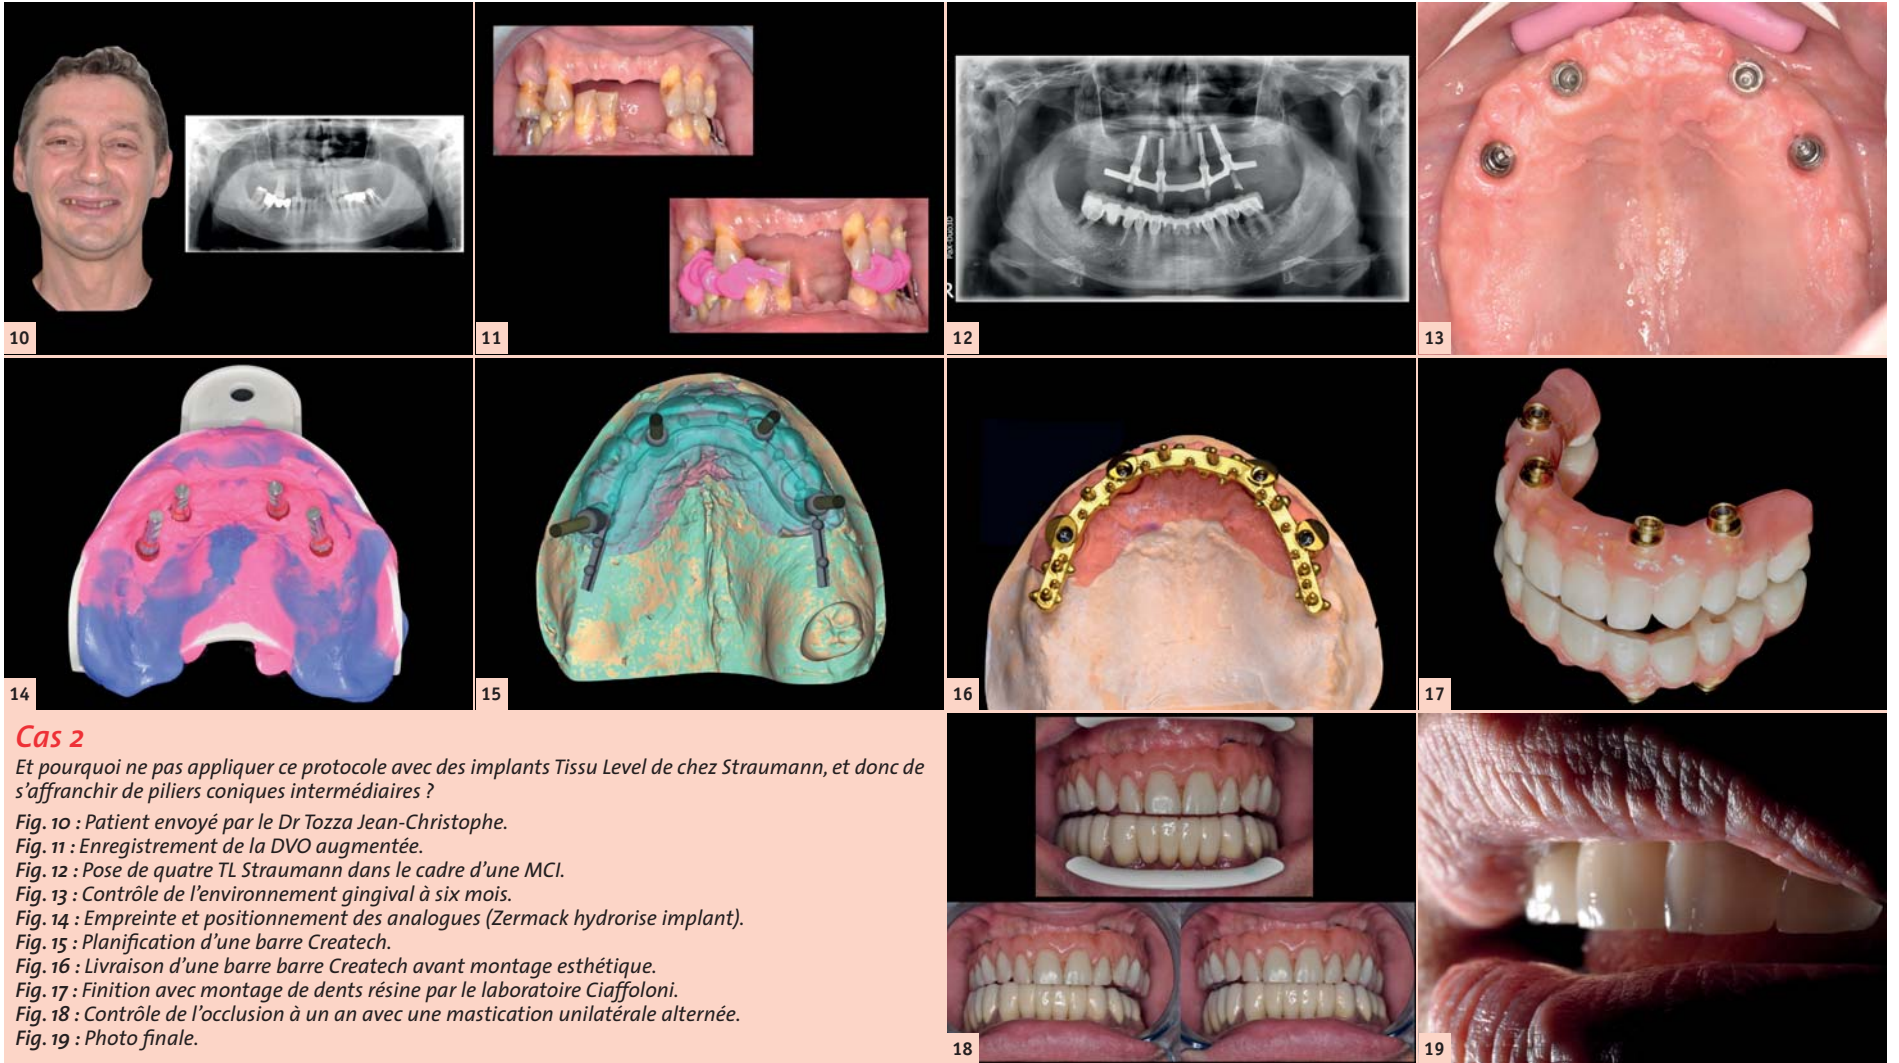 10
11
12
13
14
15
16
17
Cas 2
Et pourquoi ne pas appliquer ce protocole avec des implants Tissu Level de chez Straumann, et donc de
s'affranchir de piliers coniques intermédiaires ?
Fig. 10 : Patient envoyé par le Dr Tozza Jean-Christophe.
Fig. 11 : Enregistrement de la DVO augmentée.
Fig. 12 : Pose de quatre TL Straumann dans le cadre d'une MCI.
Fig. 13 : Contrôle de l'environnement gingival à six mois.
Fig. 14 : Empreinte et positionnement des analogues (Zermack hydrorise implant).
Fig. 15 : Planification d'une barre Createch.
Fig. 16 : Livraison d'une barre barre Createch avant montage esthétique.
Fig. 17 : Finition avec montage de dents résine par le laboratoire Ciaffoloni.
Fig. 18 : Contrôle de l'occlusion à un an avec une mastication unilatérale alternée.
Fig. 19 : Photo finale.
18
19